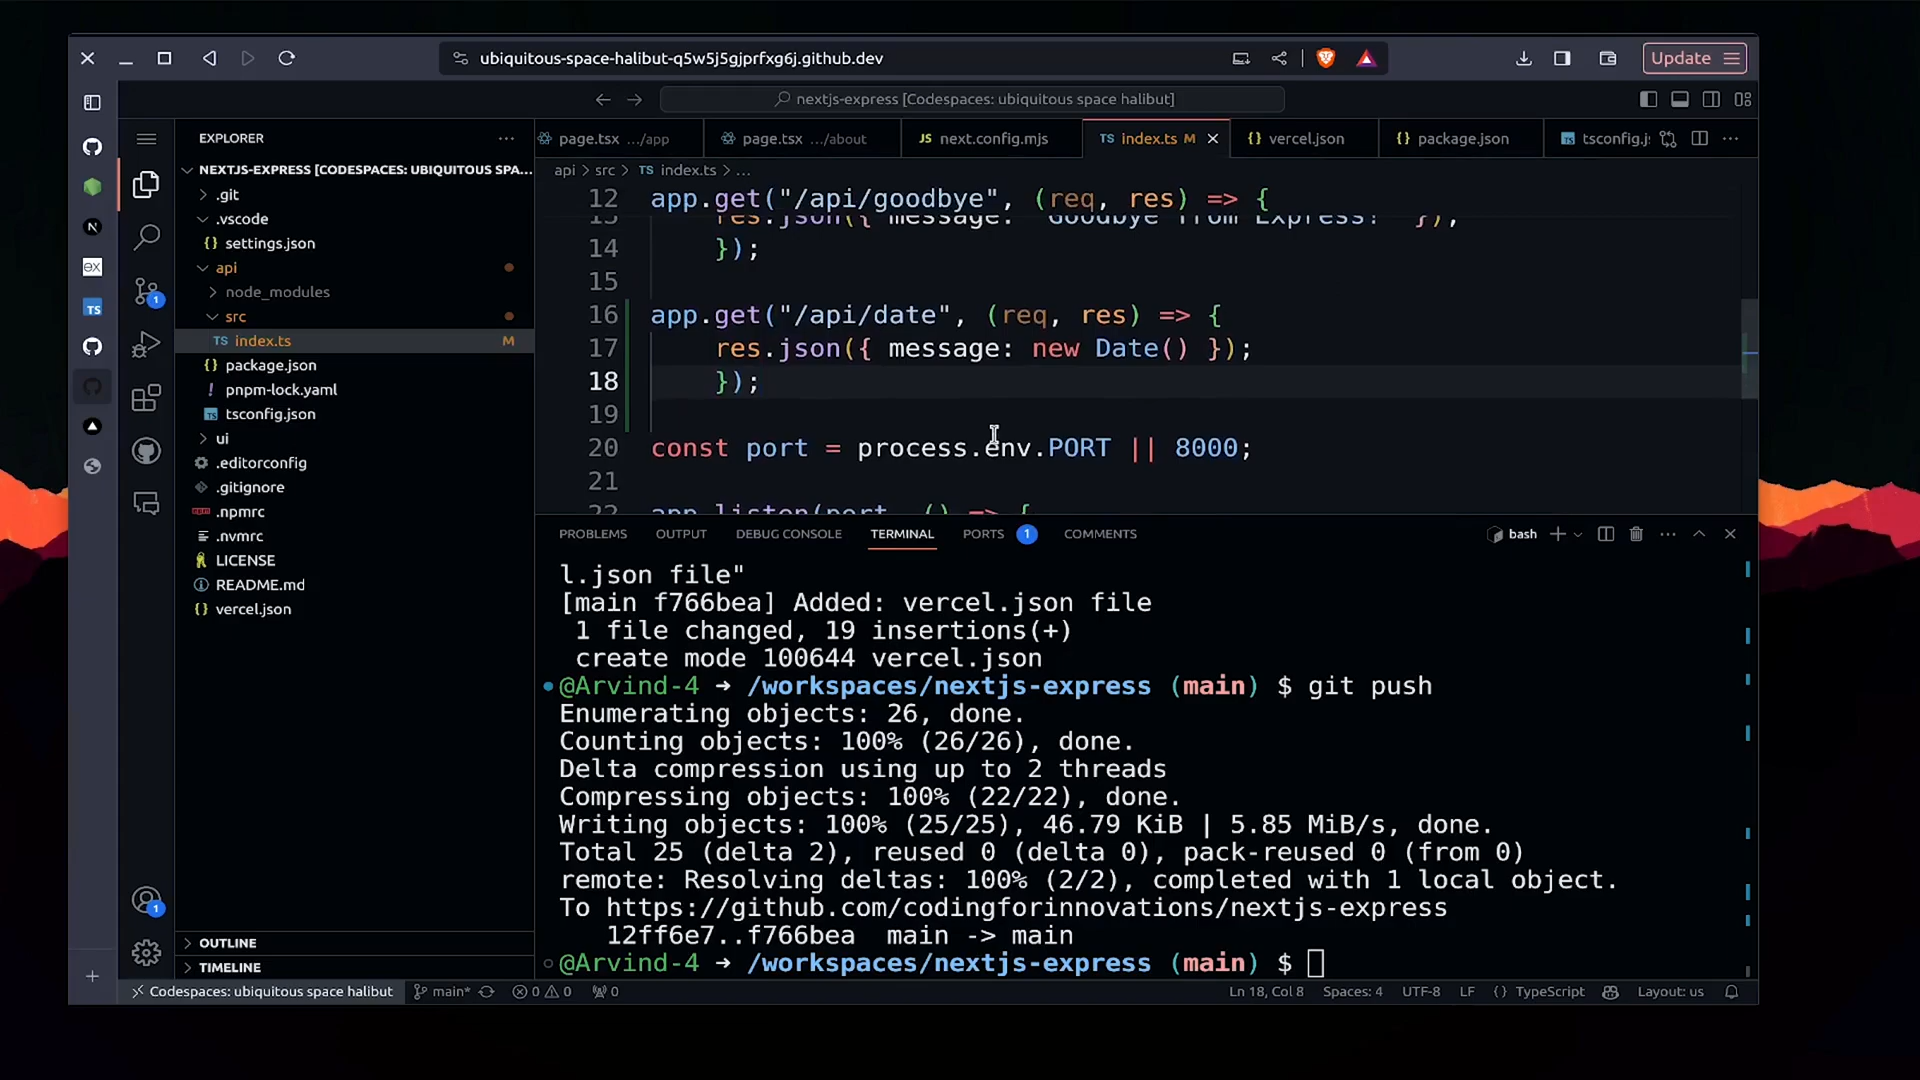 ubiquitous-space-halibut-q5w5j5gjprfxg6j.github.dev
Update
nextjs-express [Codespaces: ubiquitous space halibut]
EXPLORER
page.tsx .../app
page.tsx .../about
JS next.config.mjs
TS index.ts M
{} vercel.json
{} package.json
TS tsconfig.j
NEXTJS-EXPRESS [CODESPACES: UBIQUITOUS SPA...
api > src > TS index.ts > ...
.git
.vscode
{} settings.json
api
node_modules
src
TS index.ts M
{} package.json
! pnpm-lock.yaml
TS tsconfig.json
ui
.editorconfig
.gitignore
.npmrc
.nvmrc
LICENSE
README.md
{} vercel.json
EX
TS
1
1
OUTLINE
TIMELINE
12 app.get("/api/goodbye", (req, res) => {
13 res.json({ message: "Goodbye from Express!" });
14 });
15
16 app.get("/api/date", (req, res) => {
17 res.json({ message: new Date() });
18 });
19
20 const port = process.env.PORT || 8000;
21
22 app.listen(port, () => {
PROBLEMS OUTPUT DEBUG CONSOLE TERMINAL PORTS 1 COMMENTS
bash
l.json file"
[main f766bea] Added: vercel.json file
1 file changed, 19 insertions(+)
create mode 100644 vercel.json
@Arvind-4 → /workspaces/nextjs-express (main) $ git push
Enumerating objects: 26, done.
Counting objects: 100% (26/26), done.
Delta compression using up to 2 threads
Compressing objects: 100% (22/22), done.
Writing objects: 100% (25/25), 46.79 KiB | 5.85 MiB/s, done.
Total 25 (delta 2), reused 0 (delta 0), pack-reused 0 (from 0)
remote: Resolving deltas: 100% (2/2), completed with 1 local object.
To https://github.com/codingforinnovations/nextjs-express
12ff6e7..f766bea  main -> main
@Arvind-4 → /workspaces/nextjs-express (main) $
Codespaces: ubiquitous space halibut main* 0 0 0
Ln 18, Col 8 Spaces: 4 UTF-8 LF {} TypeScript Layout: us